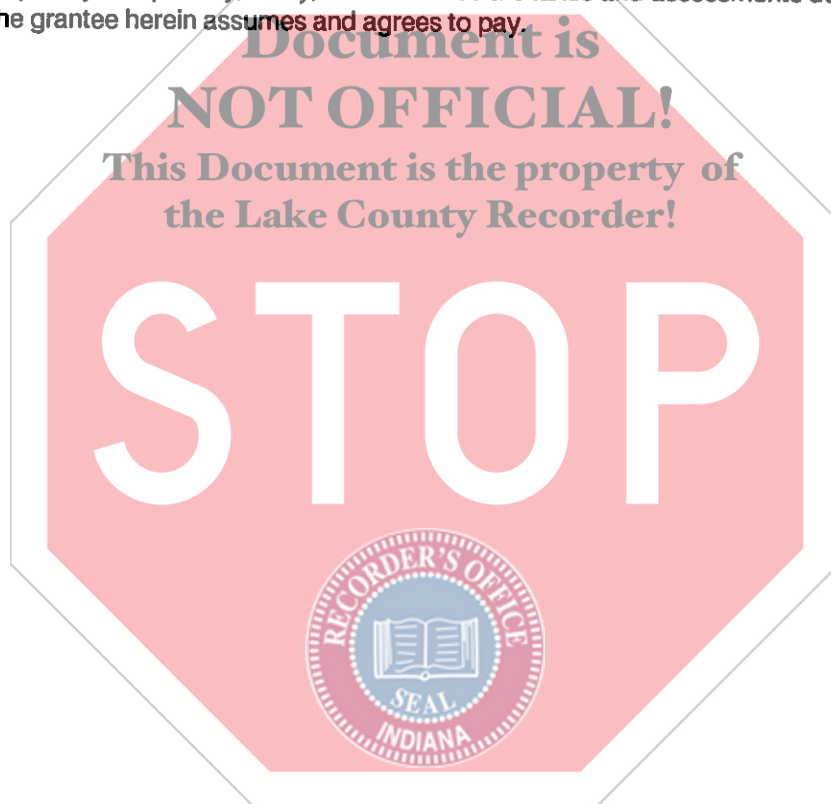 he grantee herein assumes and agrees to pay.
Document is
NOT OFFICIAL!
This Document is the property of
the Lake County Recorder!
STOP
RECORDER'S OFFICE
SEAL
INDIANA